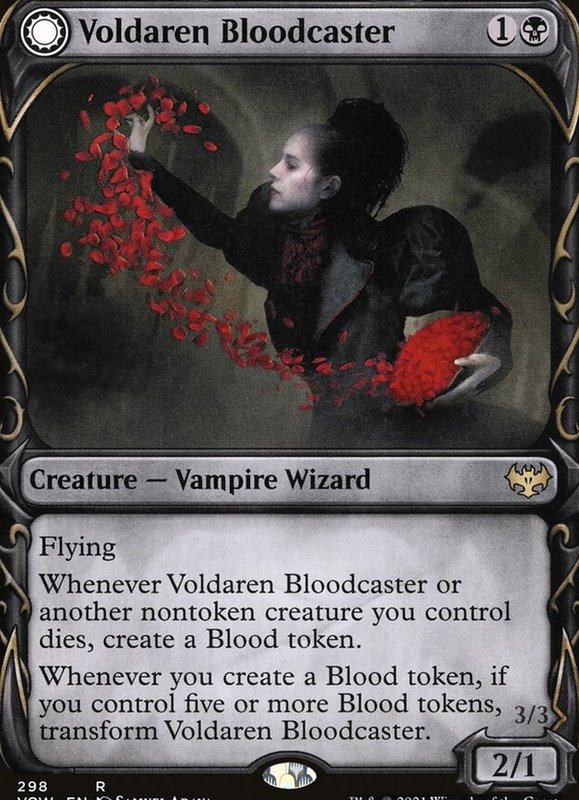 Voldaren Bloodcaster 1
Creature — Vampire Wizard
Flying
Whenever Voldaren Bloodcaster or
another nontoken creature you control
dies, create a Blood token.
Whenever you create a Blood token, if
you control five or more Blood tokens,
transform Voldaren Bloodcaster.
3/3
2/1
298 R
VOW EN